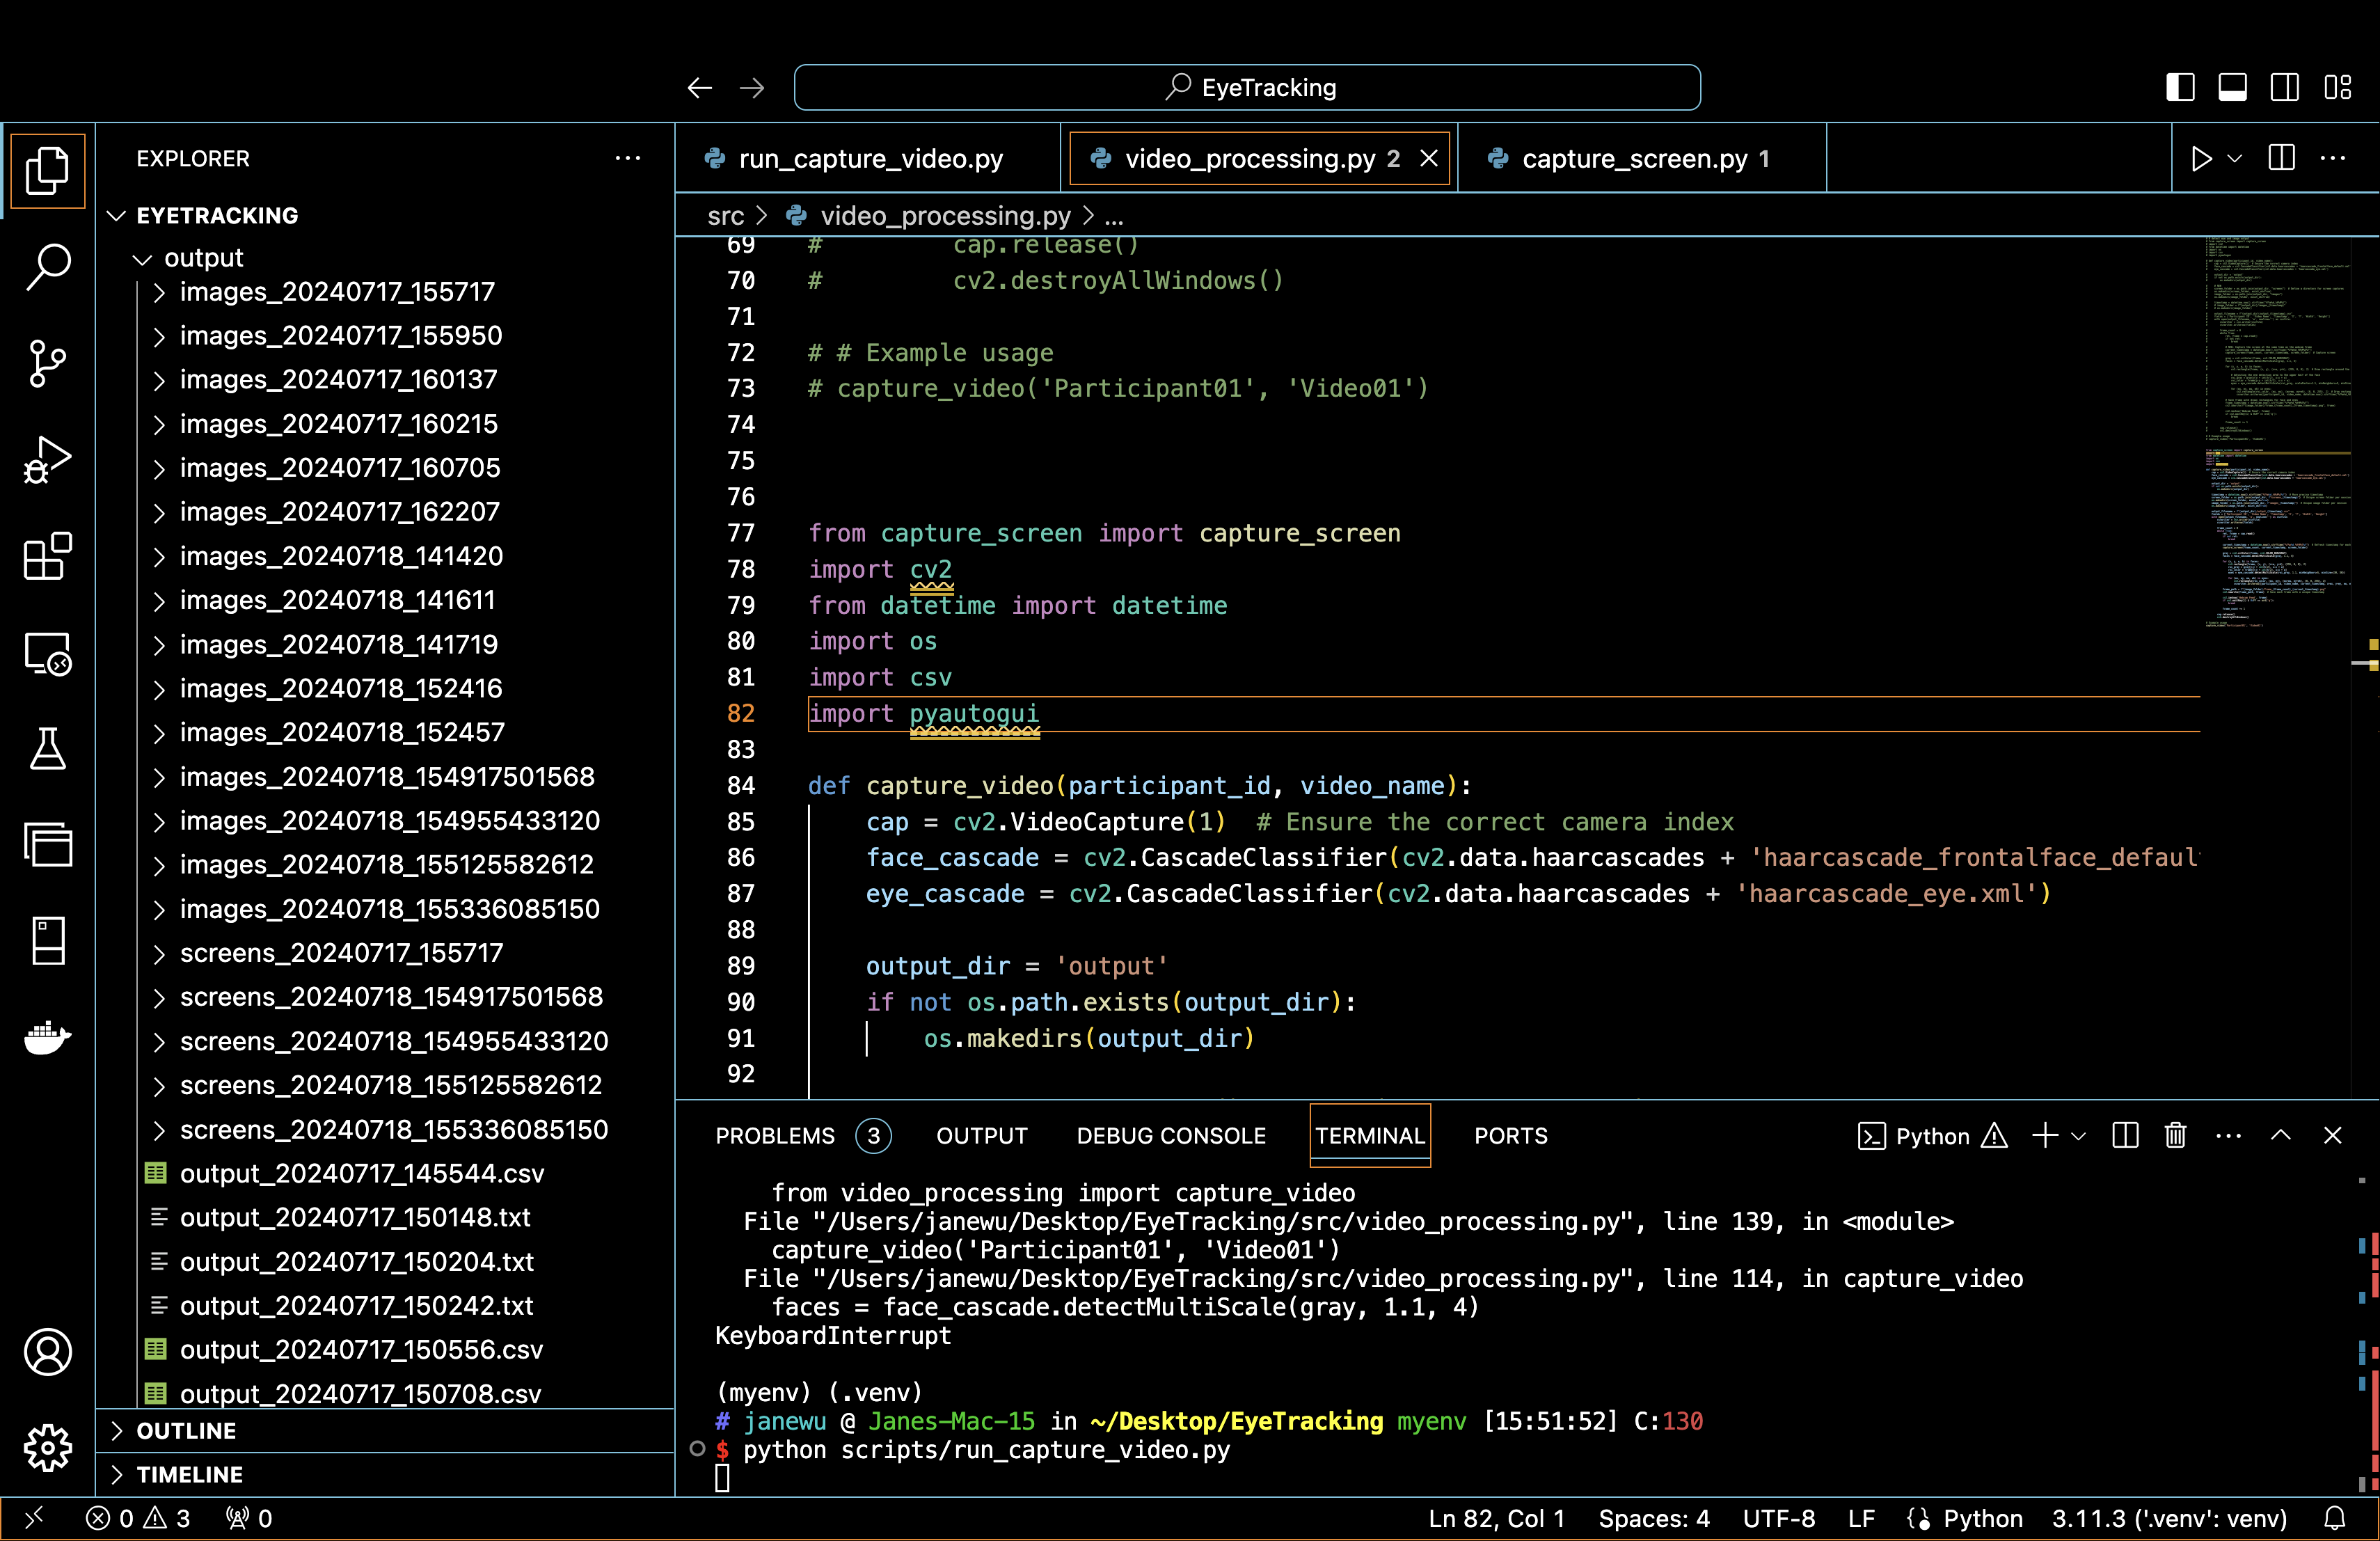 EyeTracking
EXPLORER
EYETRACKING
output
images_20240717_155717
images_20240717_155950
images_20240717_160137
images_20240717_160215
images_20240717_160705
images_20240717_162207
images_20240718_141420
images_20240718_141611
images_20240718_141719
images_20240718_152416
images_20240718_152457
images_20240718_154917501568
images_20240718_154955433120
images_20240718_155125582612
images_20240718_155336085150
screens_20240717_155717
screens_20240718_154917501568
screens_20240718_154955433120
screens_20240718_155125582612
screens_20240718_155336085150
output_20240717_145544.csv
output_20240717_150148.txt
output_20240717_150204.txt
output_20240717_150242.txt
output_20240717_150556.csv
output_20240717_150708.csv
OUTLINE
TIMELINE
run_capture_video.py
video_processing.py 2
capture_screen.py 1
src > video_processing.py > ...
69 #         cap.release()
70 #         cv2.destroyAllWindows()
71
72 # # Example usage
73 # capture_video('Participant01', 'Video01')
74
75
76
77 from capture_screen import capture_screen
78 import cv2
79 from datetime import datetime
80 import os
81 import csv
82 import pyautogui
83
84 def capture_video(participant_id, video_name):
85     cap = cv2.VideoCapture(1)  # Ensure the correct camera index
86     face_cascade = cv2.CascadeClassifier(cv2.data.haarcascades + 'haarcascade_frontalface_default
87     eye_cascade = cv2.CascadeClassifier(cv2.data.haarcascades + 'haarcascade_eye.xml')
88
89     output_dir = 'output'
90     if not os.path.exists(output_dir):
91         os.makedirs(output_dir)
92
PROBLEMS 3 OUTPUT DEBUG CONSOLE TERMINAL PORTS
Python
    from video_processing import capture_video
  File "/Users/janewu/Desktop/EyeTracking/src/video_processing.py", line 139, in <module>
    capture_video('Participant01', 'Video01')
  File "/Users/janewu/Desktop/EyeTracking/src/video_processing.py", line 114, in capture_video
    faces = face_cascade.detectMultiScale(gray, 1.1, 4)
KeyboardInterrupt
(myenv) (.venv)
# janewu @ Janes-Mac-15 in ~/Desktop/EyeTracking myenv [15:51:52] C:130
$ python scripts/run_capture_video.py
0 3 0
Ln 82, Col 1 Spaces: 4 UTF-8 LF Python 3.11.3 ('.venv': venv)